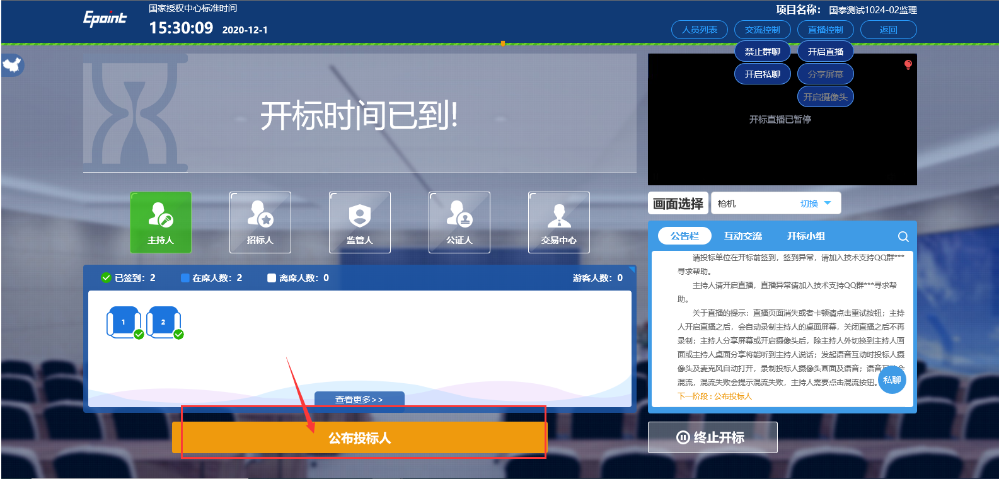 Epoint
国家授权中心标准时间
15:30:09 2020-12-1
项目名称： 国泰测试1024-02监理
人员列表 交流控制 直播控制 返回
禁止群聊 开启直播
开启私聊 分享屏幕
开启摄像头
开标时间已到!
开标直播已暂停
主持人 招标人 监管人 公证人 交易中心
画面选择 枪机 切换
已签到：2 在席人数：2 离席人数：0 游客人数：0
1 2
查看更多>>
公布投标人
公告栏 互动交流 开标小组
请投标单位在开标前签到，签到异常，请加入技术支持QQ群***
寻求帮助。
主持人请开启直播，直播异常请加入技术支持QQ群***寻求帮
助。
关于直播的提示：直播页面消失或者卡顿请点击重试按钮；主持
人开启直播之后，会自动录制主持人的桌面屏幕，关闭直播之后不再
录制；主持人分享屏幕或开启摄像头后，除主持人外切换到主持人画
面或主持人桌面分享将能听到主持人说话；发起语音互动时投标人摄
像头及麦克风自动打开，录制投标人摄像头画面及语音；语音互动会
混流，混流失败会提示混流失败，主持人需要点击混流按钮。
私聊
下一阶段：公布投标人
终止开标